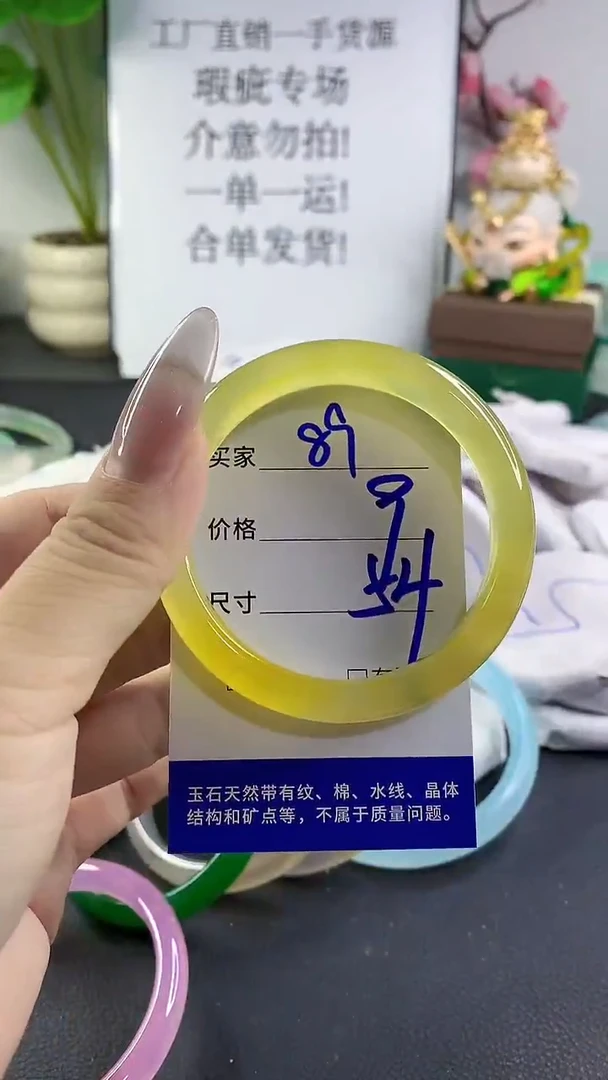 工厂直销一手货源
瑕疵专场
介意勿拍!
一单一运!
合单发货!
买家 89
价格 9
尺寸 54
玉石天然带有纹、棉、水线、晶体
结构和矿点等，不属于质量问题。